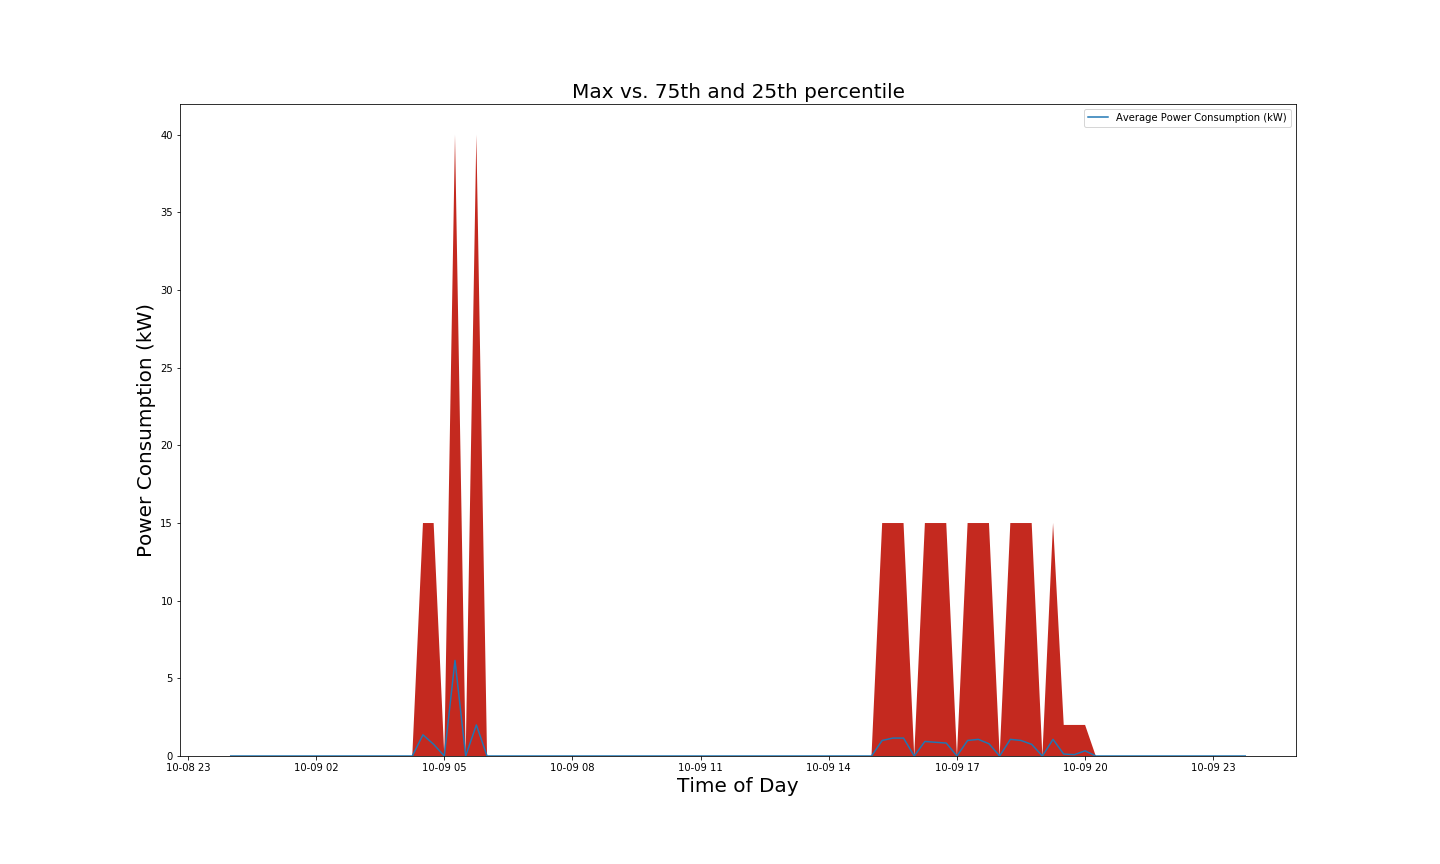 Max vs. 75th and 25th percentile
Average Power Consumption (kW)
Power Consumption (kW)
40
35
30
25
20
15
10
5
0
10-08 23 10-09 02 10-09 05 10-09 08 10-09 11 10-09 14 10-09 17 10-09 20 10-09 23
Time of Day